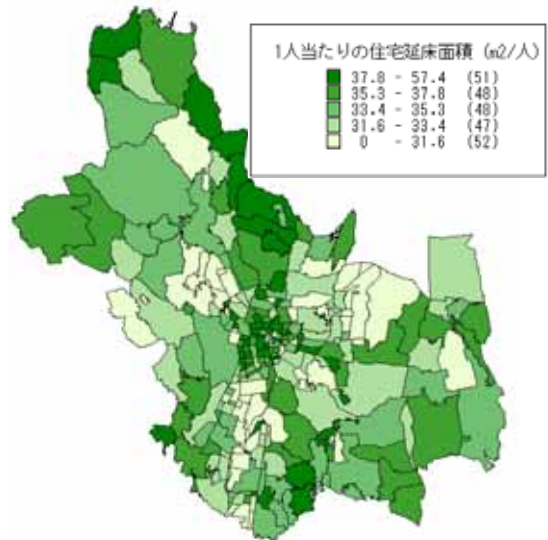 1人当たりの住宅延床面積 (m2/人)
37.8 - 57.4 (51)
35.3 - 37.8 (48)
33.4 - 35.3 (48)
31.6 - 33.4 (47)
0 - 31.6 (52)